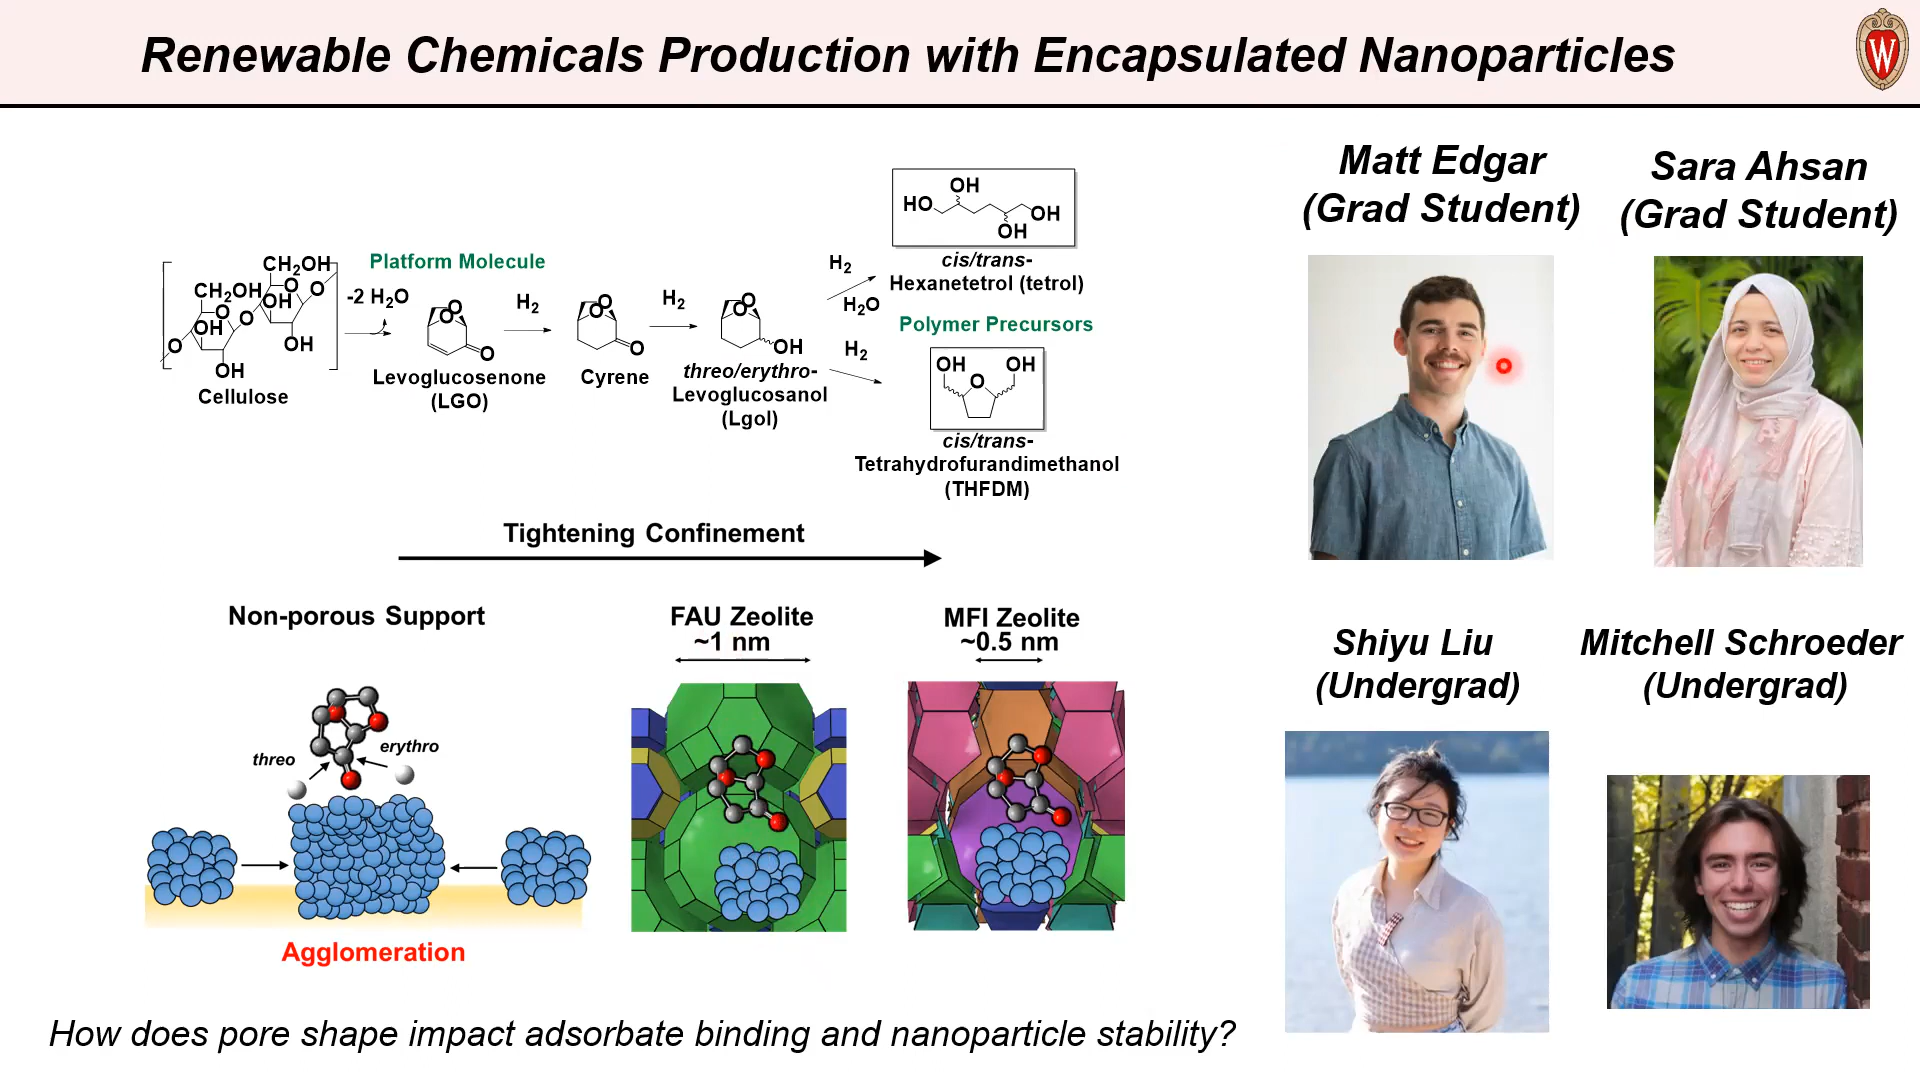 Renewable Chemicals Production with Encapsulated Nanoparticles
W
CH₂OH
CH₂OH
OH
O
O
O
OH
O
OH
O
OH
Cellulose
-2 H₂O
Platform Molecule
O
O
O
Levoglucosenone
(LGO)
H₂
O
O
O
Cyrene
H₂
O
O
OH
threo/erythro-
Levoglucosanol
(Lgol)
H₂
H₂O
H₂
OH
HO
OH
OH
cis/trans-
Hexanetetrol (tetrol)
Polymer Precursors
OH
OH
O
cis/trans-
Tetrahydrofurandimethanol
(THFDM)
Tightening Confinement
Non-porous Support
threo
erythro
Agglomeration
FAU Zeolite
~1 nm
MFI Zeolite
~0.5 nm
How does pore shape impact adsorbate binding and nanoparticle stability?
Matt Edgar
(Grad Student)
Sara Ahsan
(Grad Student)
Shiyu Liu
(Undergrad)
Mitchell Schroeder
(Undergrad)